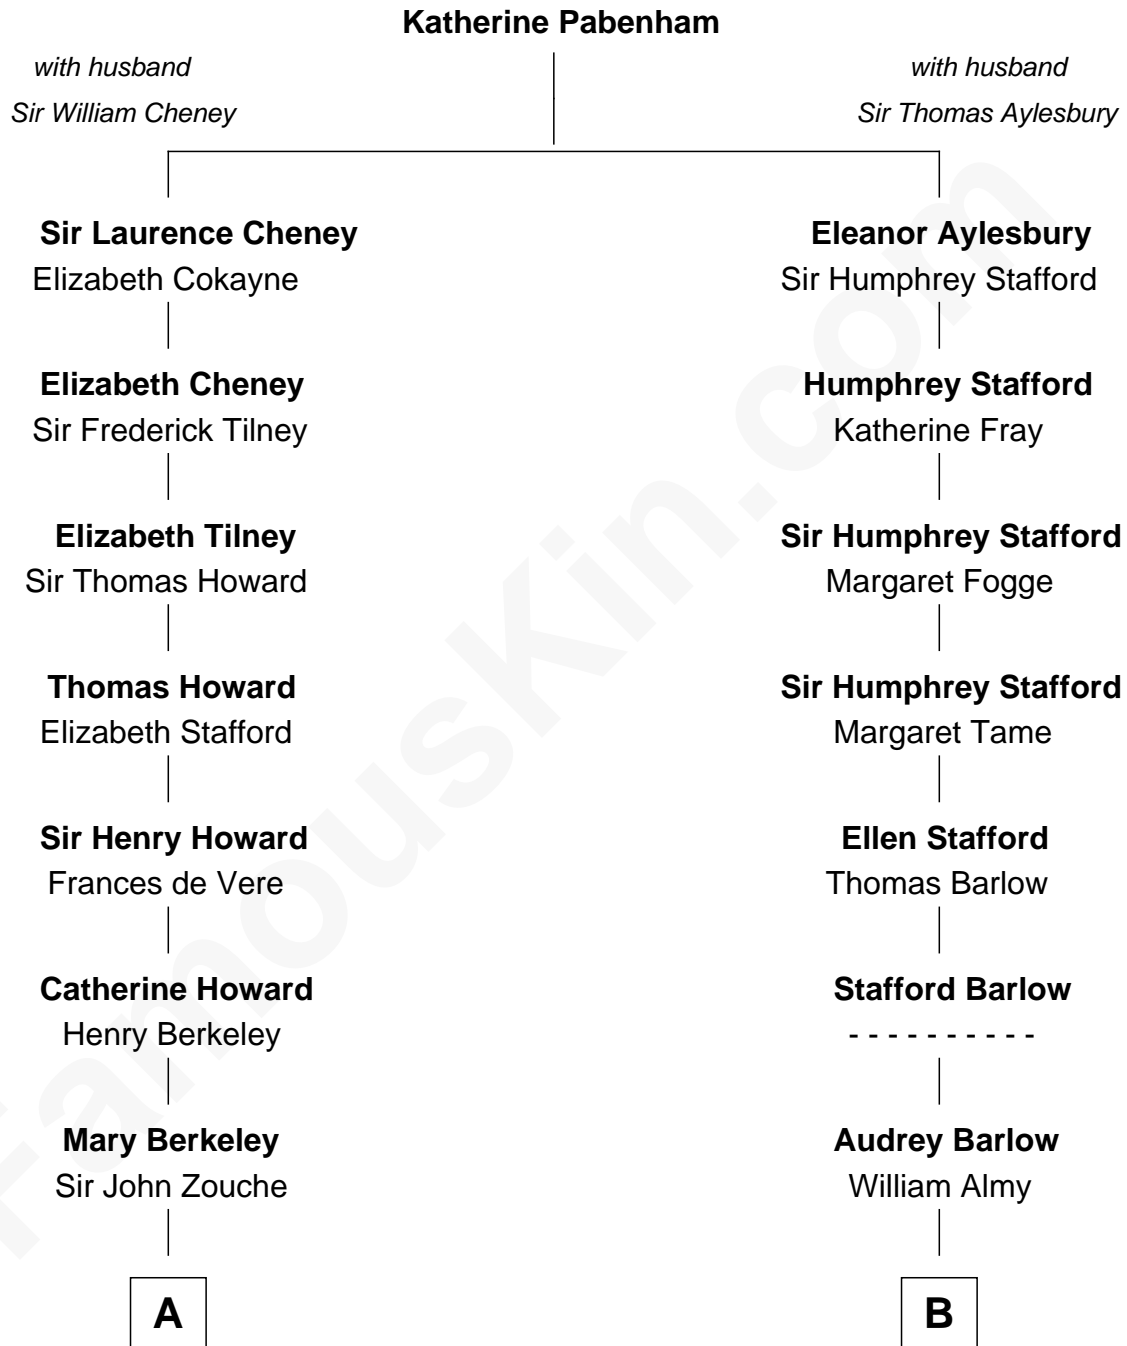 Katherine Pabenham
with husband
Sir William Cheney
with husband
Sir Thomas Aylesbury
Sir Laurence Cheney
Elizabeth Cokayne
Eleanor Aylesbury
Sir Humphrey Stafford
Elizabeth Cheney
Sir Frederick Tilney
Humphrey Stafford
Katherine Fray
Elizabeth Tilney
Sir Thomas Howard
Sir Humphrey Stafford
Margaret Fogge
Thomas Howard
Elizabeth Stafford
Sir Humphrey Stafford
Margaret Tame
Sir Henry Howard
Frances de Vere
Ellen Stafford
Thomas Barlow
Catherine Howard
Henry Berkeley
Stafford Barlow
- - - - - - - - - -
Mary Berkeley
Sir John Zouche
Audrey Barlow
William Almy
A
B
FamousKin.com